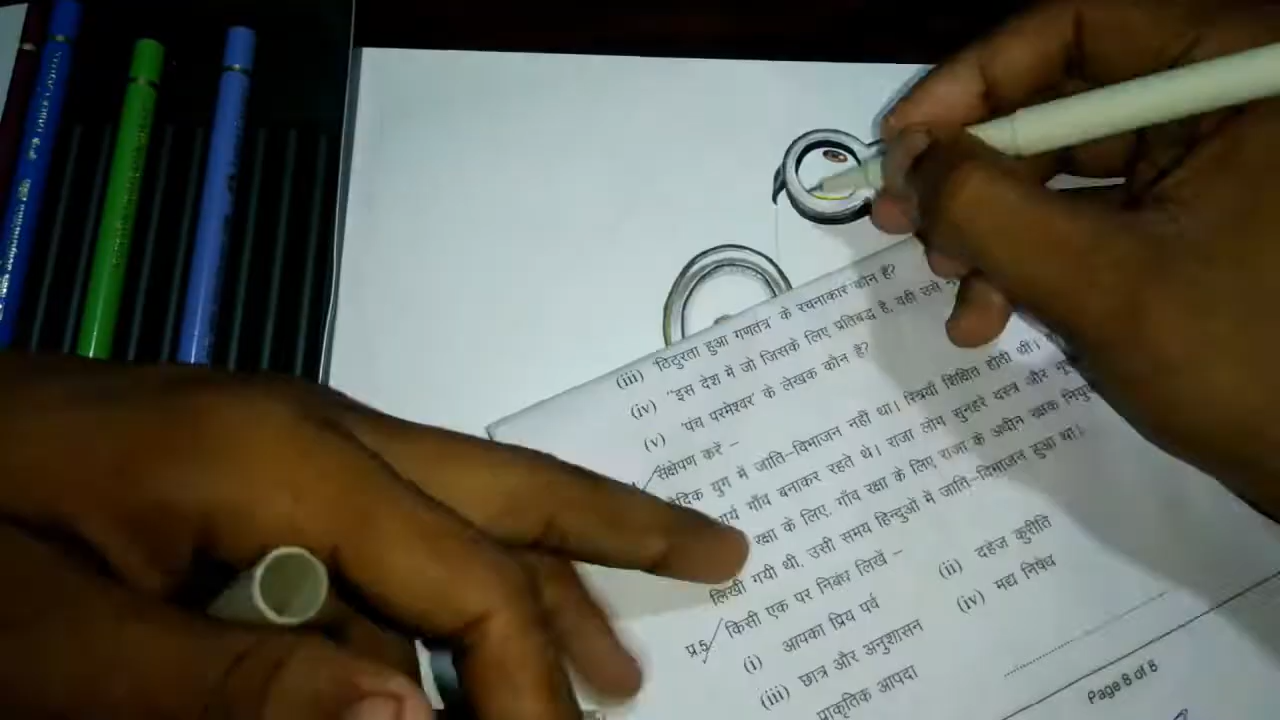 (iii) 'ठिठुरता हुआ गणतंत्र' के रचनाकार कौन हैं?
(iv) "इस देश में जो जिसके लिए प्रतिबद्ध है, वही उसे
(v) 'पंच परमेश्वर' के लेखक कौन है?
संक्षेपण करें –
युग में जाति–विभाजन नहीं था। स्त्रियाँ शिक्षित होती थीं।
गाँव बनाकर रहते थे। राजा लोग सुनहरे वस्त्र और
रक्षा के लिए, गाँव रक्षा के लिए राजा के अधीन रक्षक
लिखी गयी थी, उसी समय हिन्दुओं में जाति–विभाजन हुआ था।
प्र.5 किसी एक पर निबंध लिखें –
(i) आपका प्रिय पर्व
(ii) दहेज कुरीति
(iii) छात्र और अनुशासन
(iv) मद्य निषेध
प्राकृतिक आपदा
Page 8 of 8